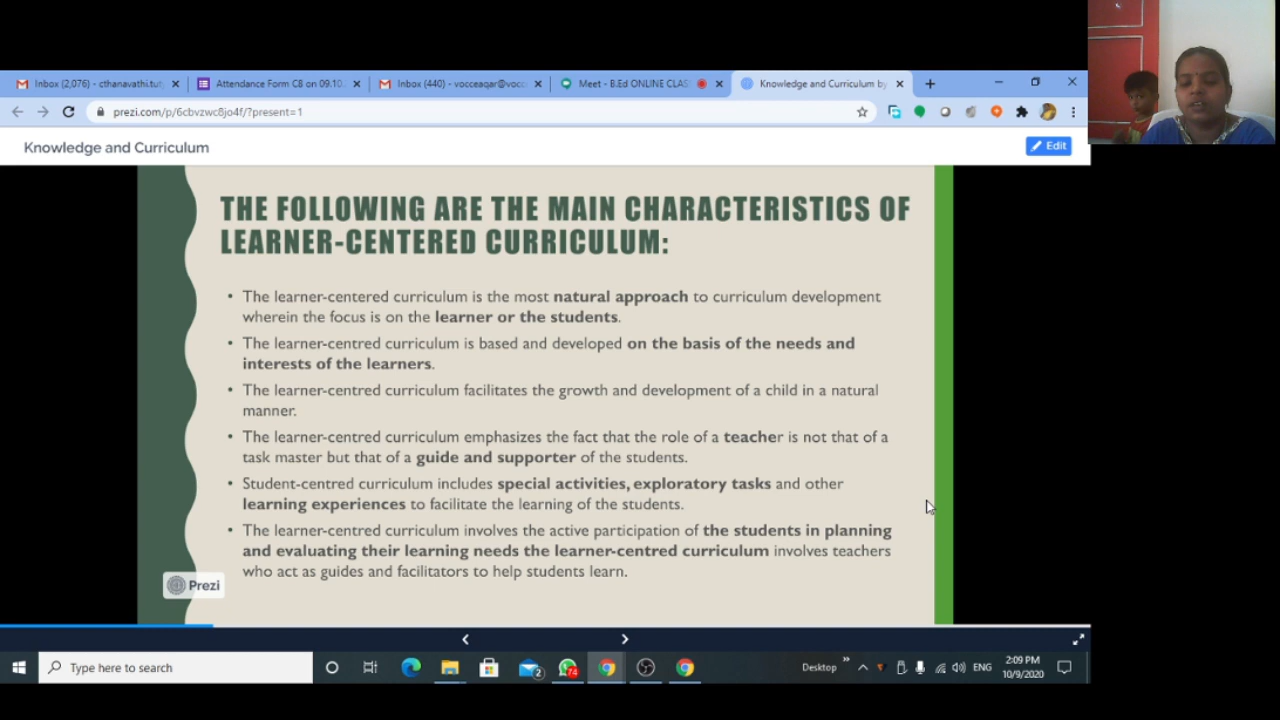 Inbox (2,076) - cthanavathi.tut
Attendance Form C8 on 09.10.
Inbox (440) - vocceaqar@vocc
Meet - B.Ed ONLINE CLAS
Knowledge and Curriculum by
prezi.com/p/6cbvzwc8jo4f/?present=1
Knowledge and Curriculum
Edit
THE FOLLOWING ARE THE MAIN CHARACTERISTICS OF
LEARNER-CENTERED CURRICULUM:
• The learner-centered curriculum is the most natural approach to curriculum development
wherein the focus is on the learner or the students.
• The learner-centred curriculum is based and developed on the basis of the needs and
interests of the learners.
• The learner-centred curriculum facilitates the growth and development of a child in a natural
manner.
• The learner-centred curriculum emphasizes the fact that the role of a teacher is not that of a
task master but that of a guide and supporter of the students.
• Student-centred curriculum includes special activities, exploratory tasks and other
learning experiences to facilitate the learning of the students.
• The learner-centred curriculum involves the active participation of the students in planning
and evaluating their learning needs the learner-centred curriculum involves teachers
who act as guides and facilitators to help students learn.
Prezi
Type here to search
2
74
Desktop
ENG
2:09 PM
10/9/2020